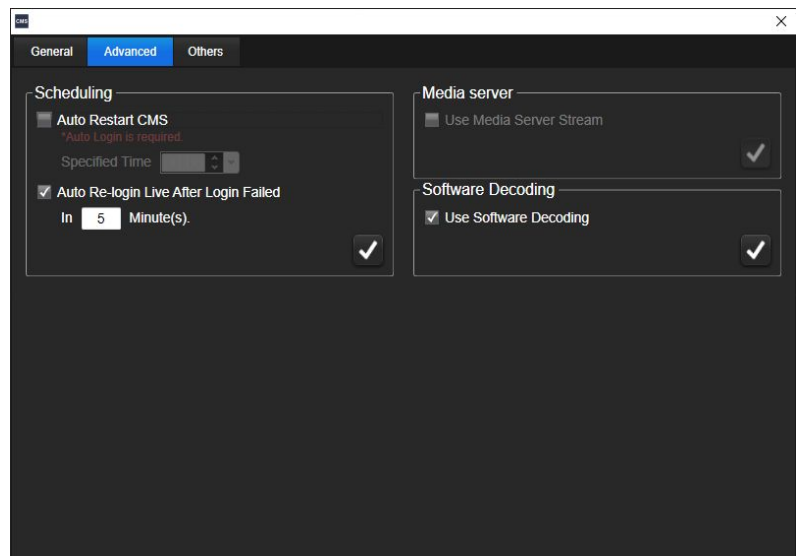 CMS
General
Advanced
Others
Scheduling
Auto Restart CMS
*Auto Login is required.
Specified Time
Auto Re-login Live After Login Failed
In 5 Minute(s).
Media server
Use Media Server Stream
Software Decoding
Use Software Decoding